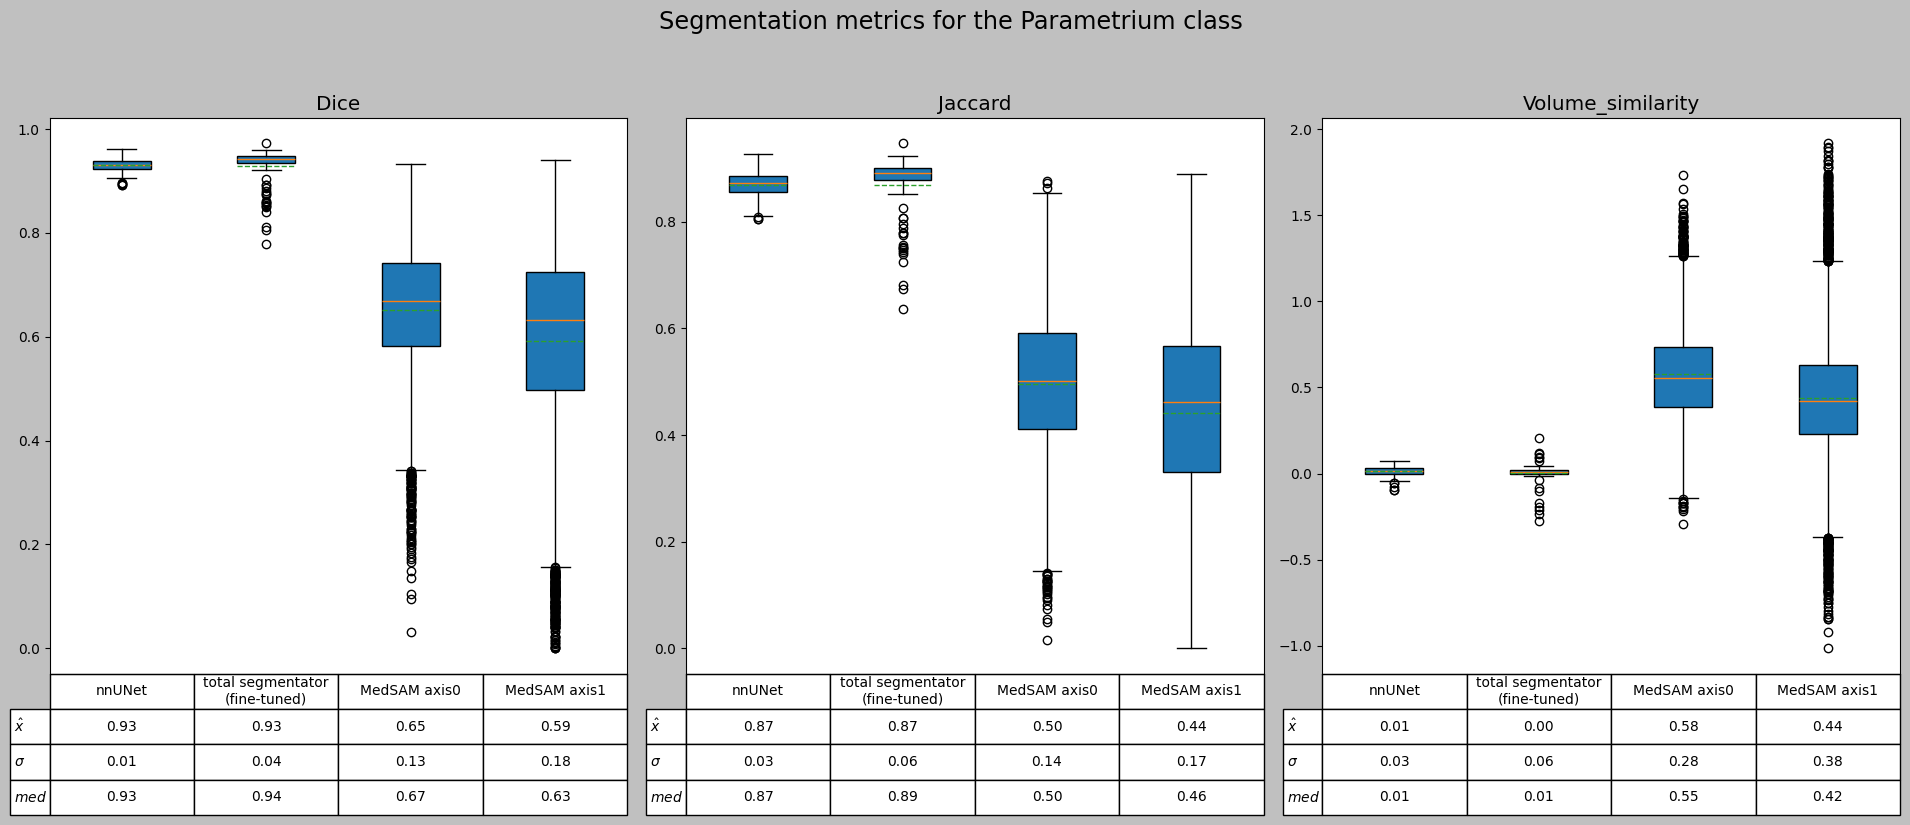 Segmentation metrics for the Parametrium class
Dice
1.0
0.8
0.6
0.4
0.2
0.0
nnUNet total segmentator (fine-tuned) MedSAM axis0 MedSAM axis1
x̂ 0.93 0.93 0.65 0.59
σ 0.01 0.04 0.13 0.18
med 0.93 0.94 0.67 0.63
Jaccard
0.8
0.6
0.4
0.2
0.0
nnUNet total segmentator (fine-tuned) MedSAM axis0 MedSAM axis1
x̂ 0.87 0.87 0.50 0.44
σ 0.03 0.06 0.14 0.17
med 0.87 0.89 0.50 0.46
Volume_similarity
2.0
1.5
1.0
0.5
0.0
−0.5
−1.0
nnUNet total segmentator (fine-tuned) MedSAM axis0 MedSAM axis1
x̂ 0.01 0.00 0.58 0.44
σ 0.03 0.06 0.28 0.38
med 0.01 0.01 0.55 0.42